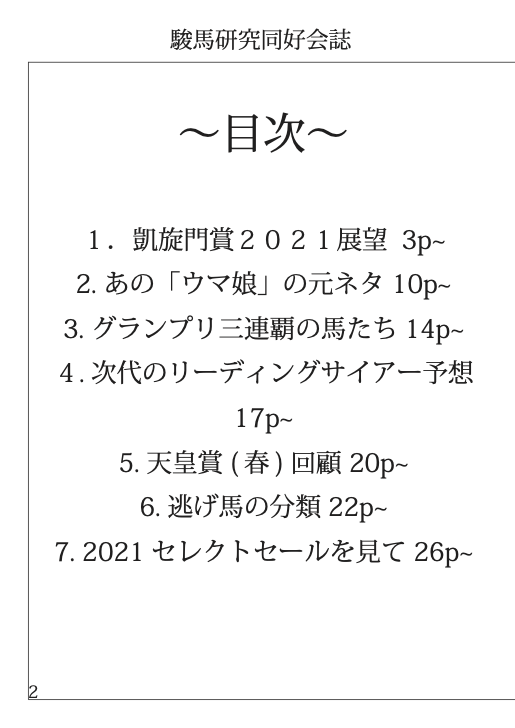 駿馬研究同好会誌
～目次～
１．凱旋門賞２０２１展望 3p~
2. あの「ウマ娘」の元ネタ 10p~
3. グランプリ三連覇の馬たち 14p~
４. 次代のリーディングサイアー予想
17p~
5. 天皇賞 ( 春 ) 回顧 20p~
6. 逃げ馬の分類 22p~
7. 2021 セレクトセールを見て 26p~
2